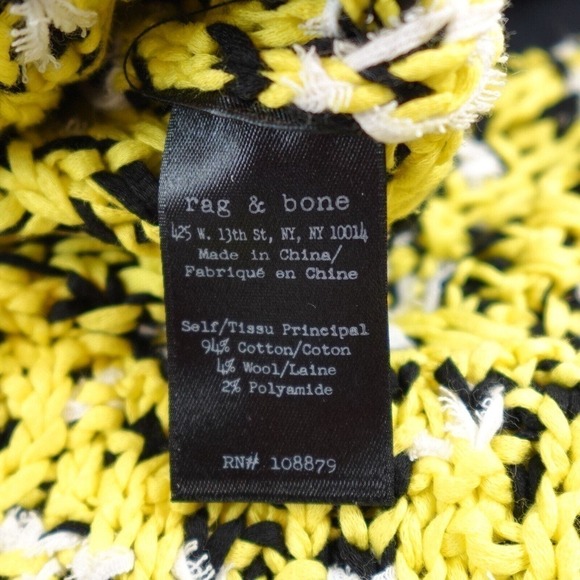 rag & bone
425 W. 13th St, NY, NY 10014
Made in China/
Fabriqué en Chine
Self/Tissu Principal
94% Cotton/Coton
4% Wool/Laine
2% Polyamide
RN# 108879